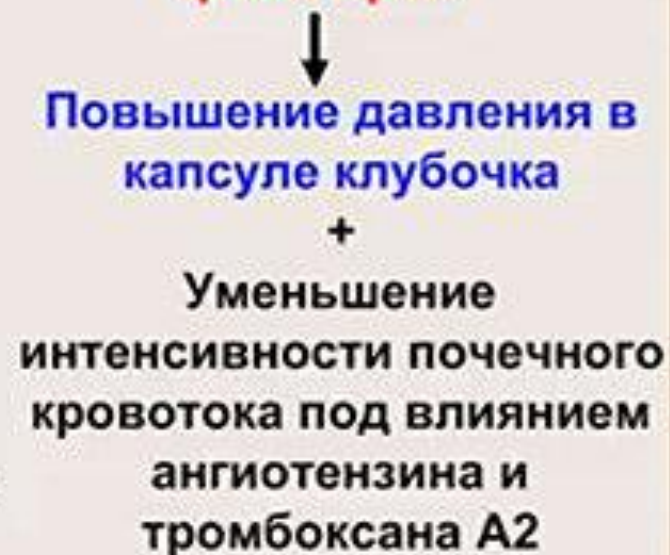 Повышение давления в
капсуле клубочка
+
Уменьшение
интенсивности почечного
кровотока под влиянием
ангиотензина и
тромбоксана А2